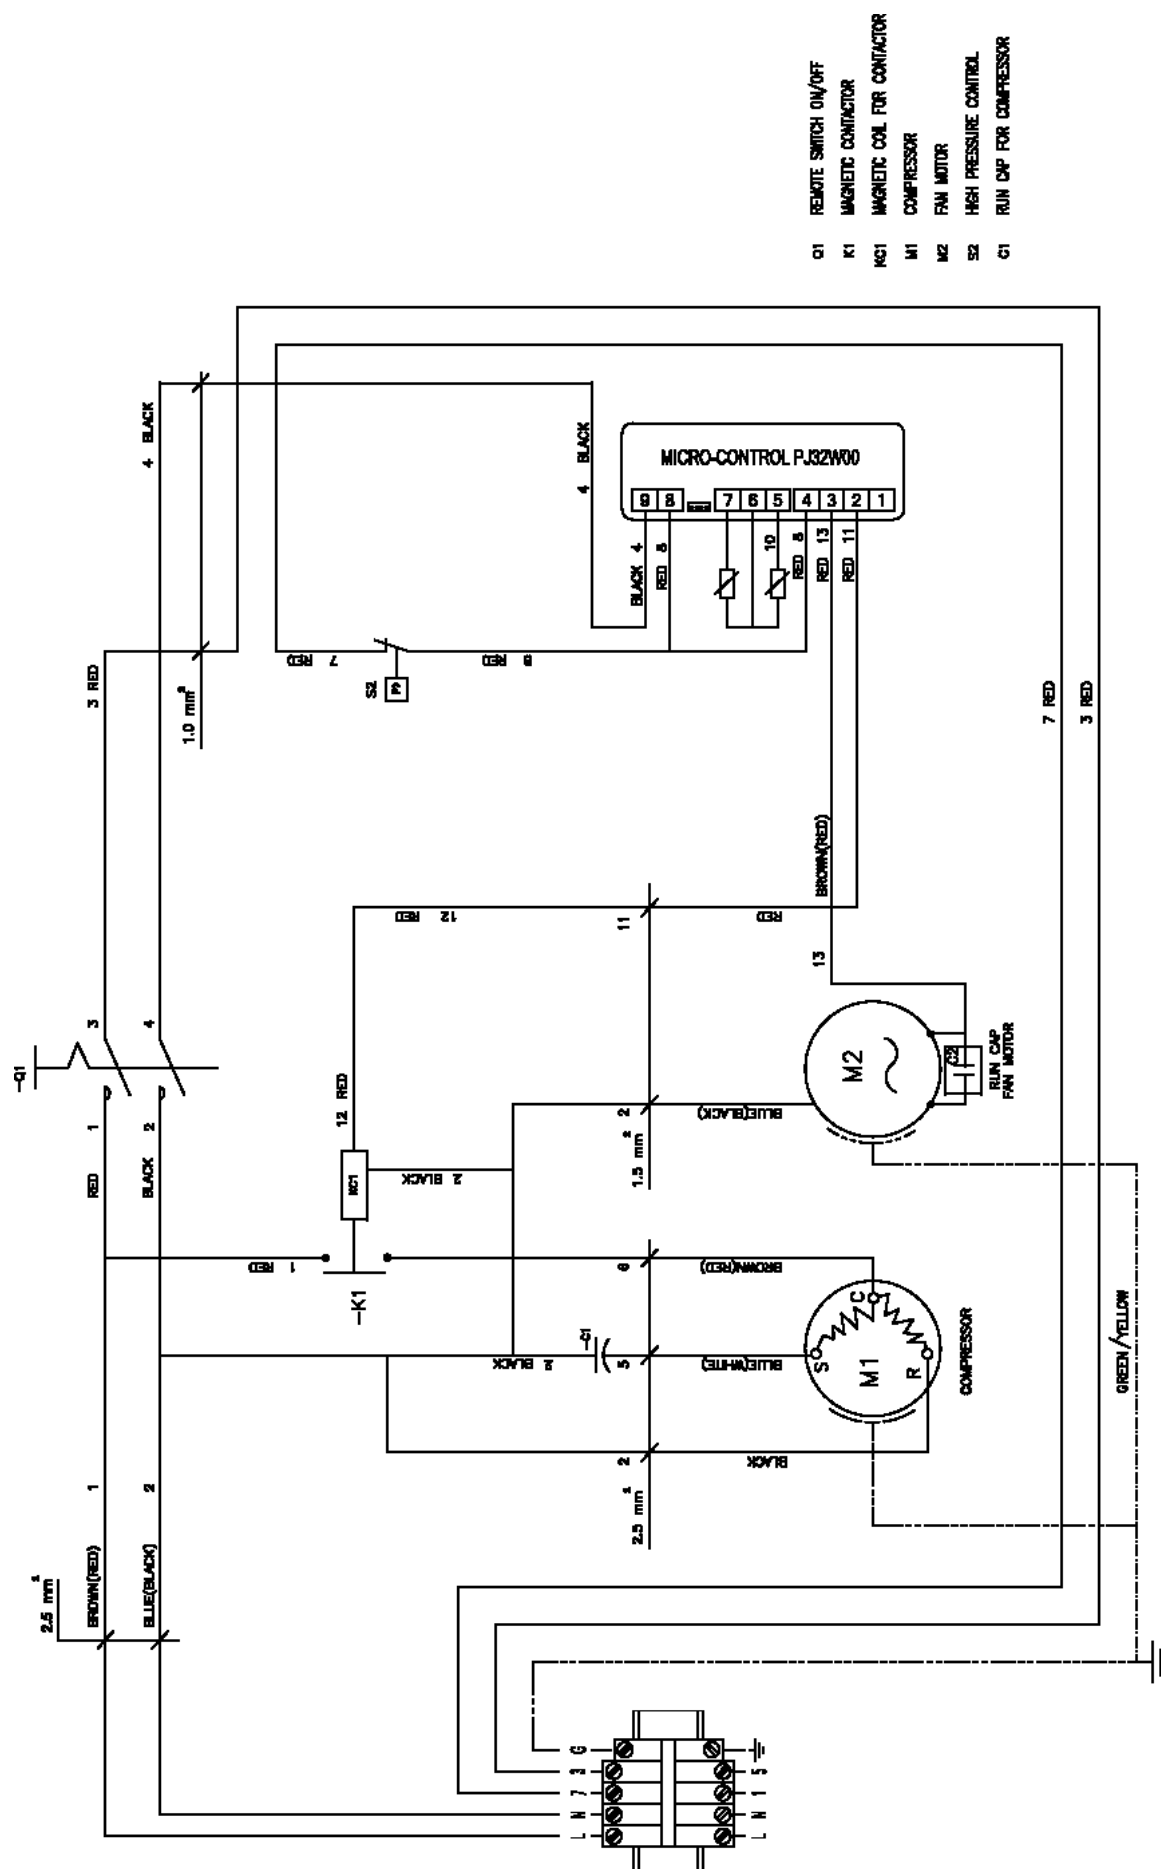 Q1 REMOTE SWITCH ON/OFF
K1 MAGNETIC CONTACTOR
KC1 MAGNETIC COIL FOR CONTACTOR
M1 COMPRESSOR
M2 FAN MOTOR
S2 HIGH PRESSURE CONTROL
C1 RUN CAP FOR COMPRESSOR
2.5 mm²
BROWN(RED) 1
BLUE(BLACK) 2
RED 1
BLACK 2
-Q1
3
4
3 RED
4 BLACK
1.0 mm²
1 RED
-K1
KC1
12 RED
12 RED
2 BLACK
2 BLACK
-C1
7 RED
S2
P>
RED
4 BLACK
MICRO-CONTROL PJ32W00
9 8 7 6 5 4 3 2 1
BLACK 4
RED 8
10
RED 8
RED 13
RED 11
2.5 mm²
2
5
6
1.5 mm²
2
11
BLACK
BLUE(WHITE)
BROWN(RED)
BLUE(BLACK)
RED
13
BROWN(RED)
M1
S
C
R
COMPRESSOR
M2
C2
RUN CAP
FAN MOTOR
7 RED
3 RED
GREEN/YELLOW
L N 7 3 G
L N 1 5